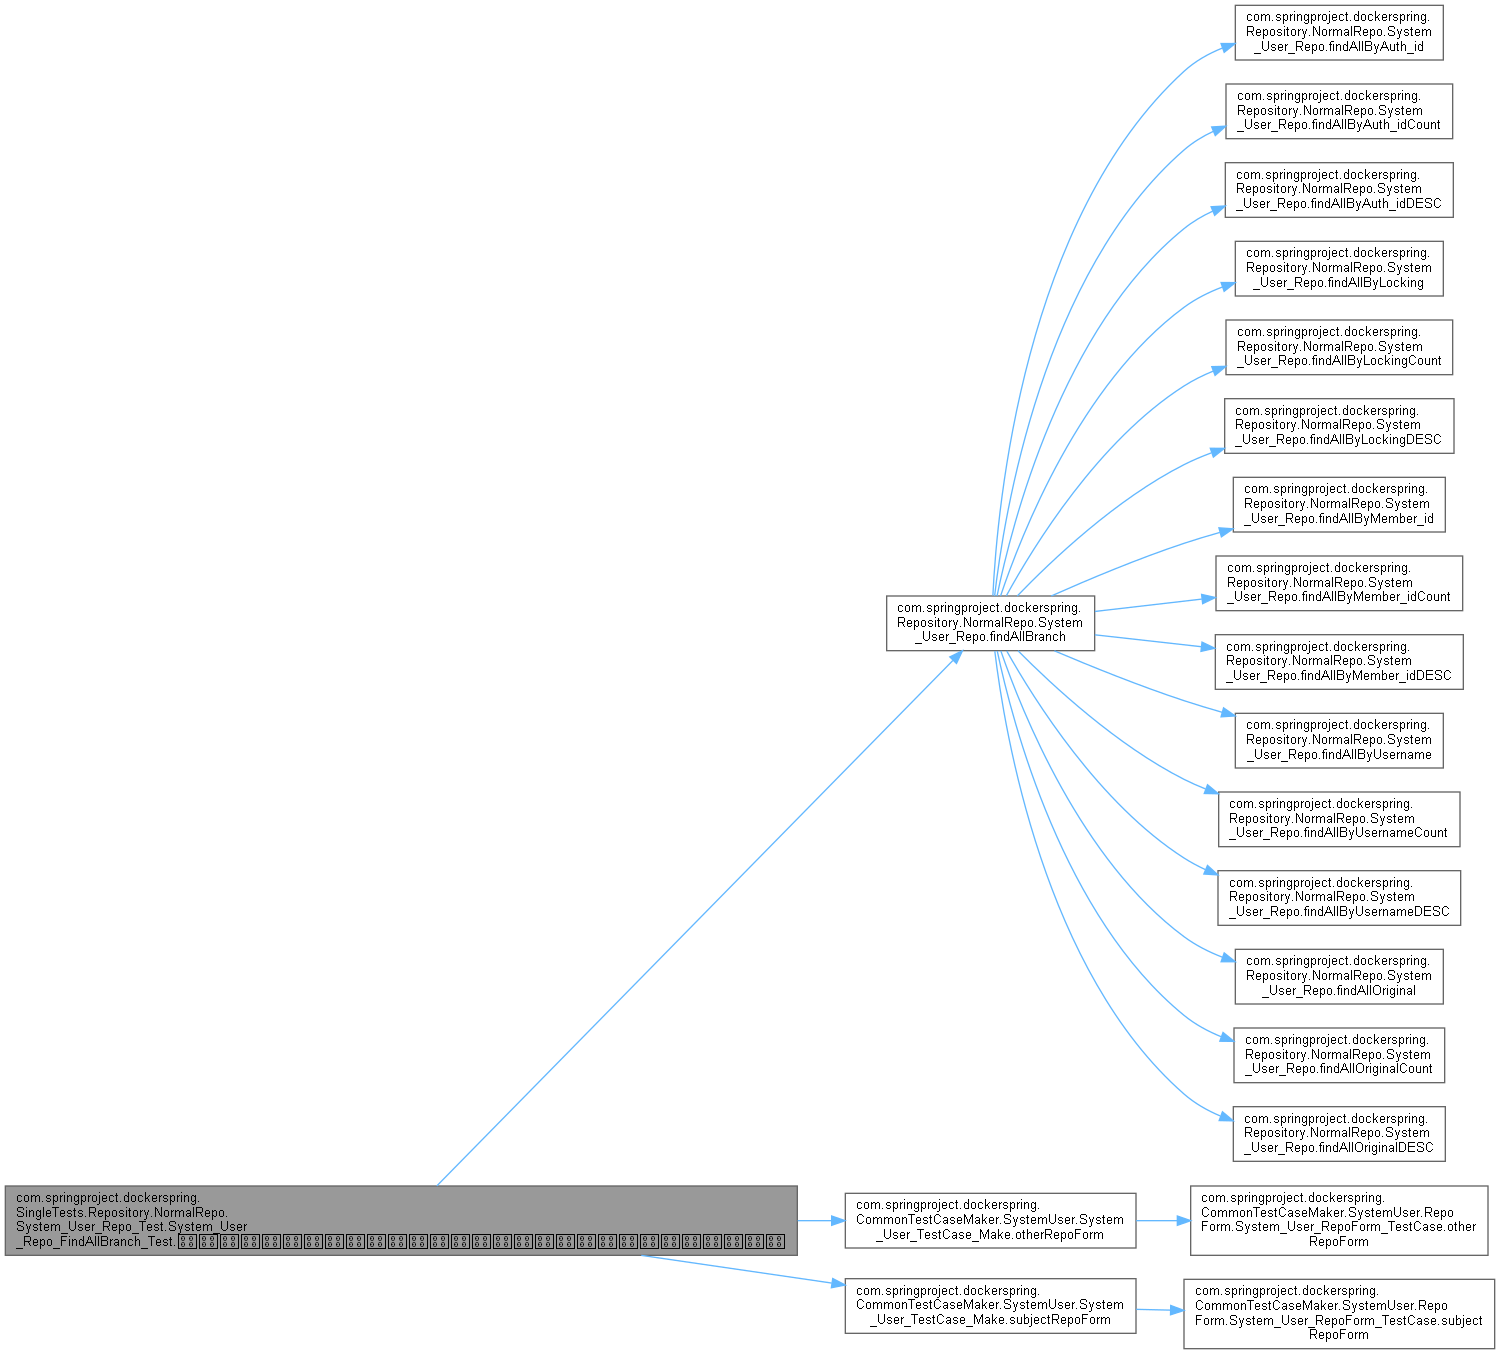 com.springproject.dockerspring.
Repository.NormalRepo.System
_User_Repo.findAllByAuth_id
com.springproject.dockerspring.
Repository.NormalRepo.System
_User_Repo.findAllByAuth_idCount
com.springproject.dockerspring.
Repository.NormalRepo.System
_User_Repo.findAllByAuth_idDESC
com.springproject.dockerspring.
Repository.NormalRepo.System
_User_Repo.findAllByLocking
com.springproject.dockerspring.
Repository.NormalRepo.System
_User_Repo.findAllByLockingCount
com.springproject.dockerspring.
Repository.NormalRepo.System
_User_Repo.findAllByLockingDESC
com.springproject.dockerspring.
Repository.NormalRepo.System
_User_Repo.findAllByMember_id
com.springproject.dockerspring.
Repository.NormalRepo.System
_User_Repo.findAllByMember_idCount
com.springproject.dockerspring.
Repository.NormalRepo.System
_User_Repo.findAllBranch
com.springproject.dockerspring.
Repository.NormalRepo.System
_User_Repo.findAllByMember_idDESC
com.springproject.dockerspring.
Repository.NormalRepo.System
_User_Repo.findAllByUsername
com.springproject.dockerspring.
Repository.NormalRepo.System
_User_Repo.findAllByUsernameCount
com.springproject.dockerspring.
Repository.NormalRepo.System
_User_Repo.findAllByUsernameDESC
com.springproject.dockerspring.
Repository.NormalRepo.System
_User_Repo.findAllOriginal
com.springproject.dockerspring.
Repository.NormalRepo.System
_User_Repo.findAllOriginalCount
com.springproject.dockerspring.
Repository.NormalRepo.System
_User_Repo.findAllOriginalDESC
com.springproject.dockerspring.
SingleTests.Repository.NormalRepo.
System_User_Repo_Test.System_User
_Repo_FindAllBranch_Test.
com.springproject.dockerspring.
CommonTestCaseMaker.SystemUser.System
_User_TestCase_Make.otherRepoForm
com.springproject.dockerspring.
CommonTestCaseMaker.SystemUser.Repo
Form.System_User_RepoForm_TestCase.other
RepoForm
com.springproject.dockerspring.
CommonTestCaseMaker.SystemUser.System
_User_TestCase_Make.subjectRepoForm
com.springproject.dockerspring.
CommonTestCaseMaker.SystemUser.Repo
Form.System_User_RepoForm_TestCase.subject
RepoForm